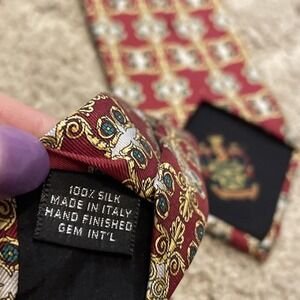 100% SILK
MADE IN ITALY
HAND FINISHED
GEM INT'L